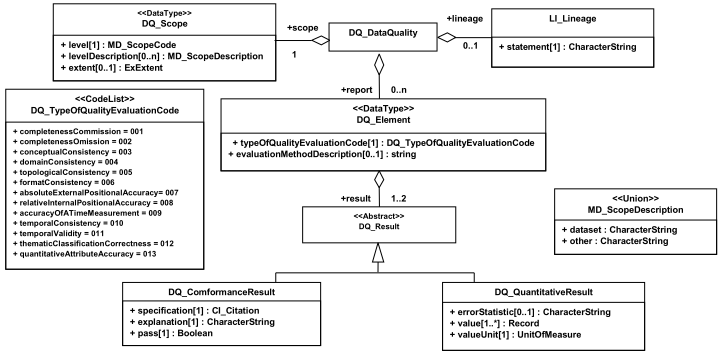 <<DataType>>
DQ_Scope
+ level[1] : MD_ScopeCode
+ levelDescription[0..n] : MD_ScopeDescription
+ extent[0..1] : ExExtent
+scope
1
DQ_DataQuality
+lineage
0..1
LI_Lineage
+ statement[1] : CharacterString
+report
0..n
<<CodeList>>
DQ_TypeOfQualityEvaluationCode
+ completenessCommission = 001
+ completenessOmission = 002
+ conceptualConsistency = 003
+ domainConsistency = 004
+ topologicalConsistency = 005
+ formatConsistency = 006
+ absoluteExternalPositionalAccuracy= 007
+ relativeInternalPositionalAccuracy = 008
+ accuracyOfATimeMeasurement = 009
+ temporalConsistency = 010
+ temporalValidity = 011
+ thematicClassificationCorrectness = 012
+ quantitativeAttributeAccuracy = 013
<<DataType>>
DQ_Element
+ typeOfQualityEvaluationCode[1] : DQ_TypeOfQualityEvaluationCode
+ evaluationMethodDescription[0..1] : string
+result
1..2
<<Abstract>>
DQ_Result
<<Union>>
MD_ScopeDescription
+ dataset : CharacterString
+ other : CharacterString
DQ_ComformanceResult
+ specification[1] : CI_Citation
+ explanation[1] : CharacterString
+ pass[1] : Boolean
DQ_QuantitativeResult
+ errorStatistic[0..1] : CharacterString
+ value[1..*] : Record
+ valueUnit[1] : UnitOfMeasure